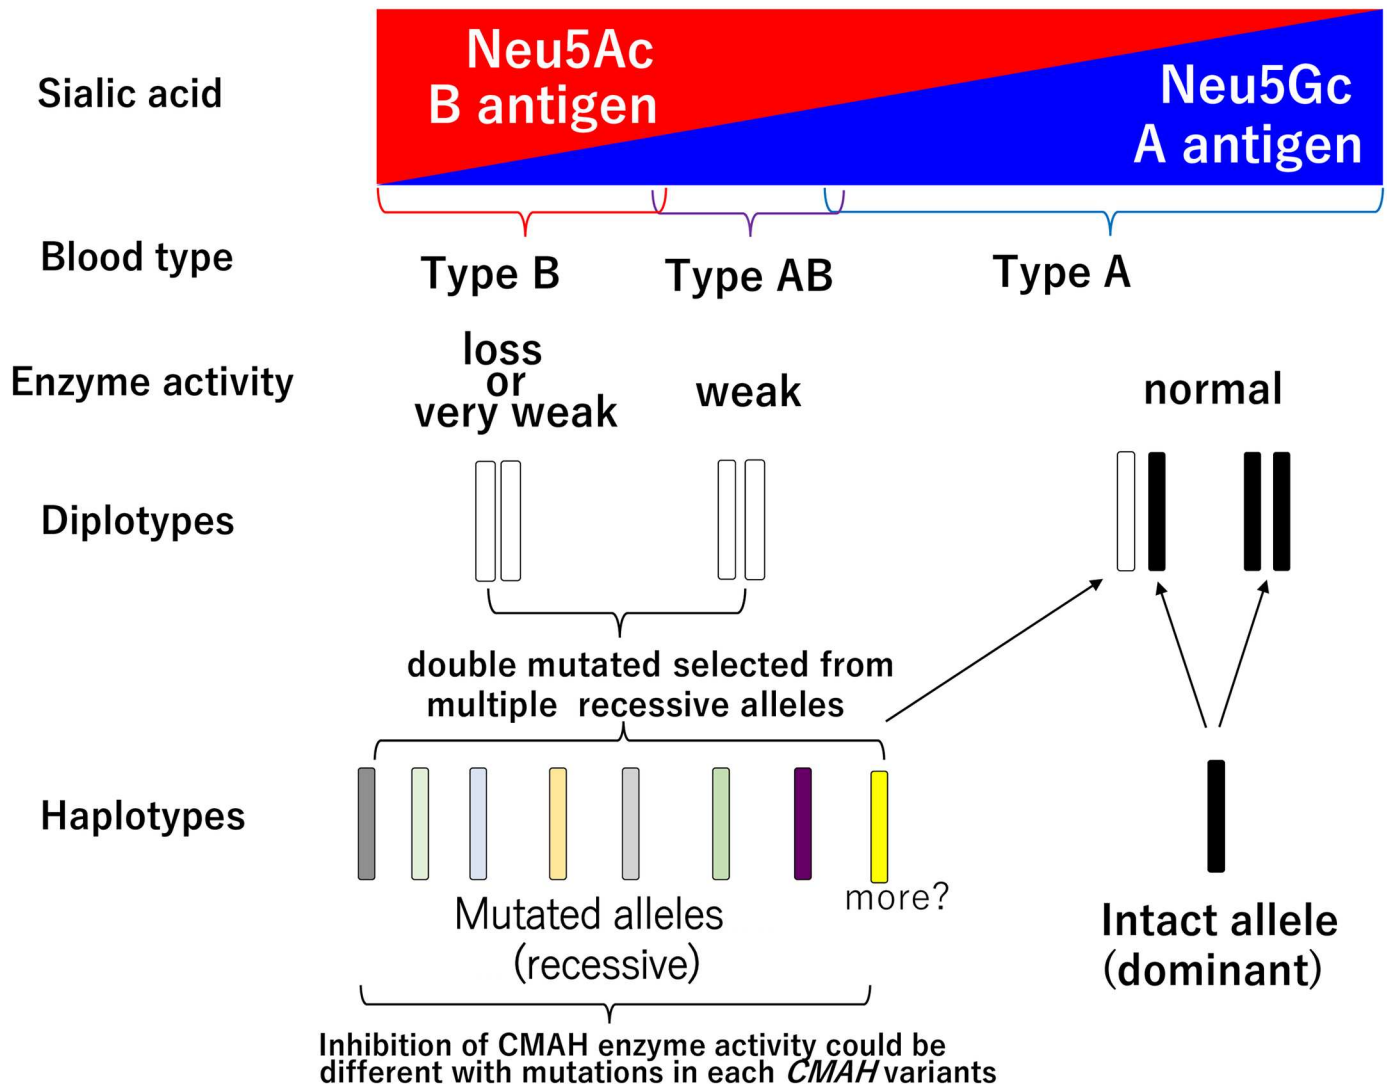 Sialic acid
Neu5Ac
B antigen
Neu5Gc
A antigen
Blood type
Type B
Type AB
Type A
Enzyme activity
loss
or
very weak
weak
normal
Diplotypes
double mutated selected from
multiple recessive alleles
Haplotypes
more?
Mutated alleles
(recessive)
Intact allele
(dominant)
Inhibition of CMAH enzyme activity could be
different with mutations in each CMAH variants